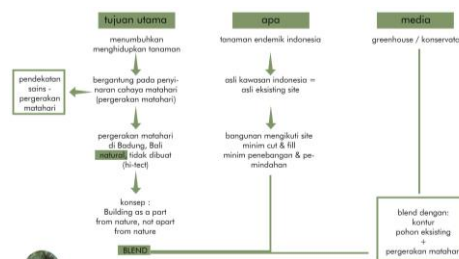 tujuan utama
menumbuhkan
menghidupkan tanaman
bergantung pada penyi-
naran cahaya matahari
(pergerakan matahari)
pendekatan
sains -
pergerakan
matahari
pergerakan matahari
di Badung, Bali
natural, tidak dibuat
(hi-tect)
konsep :
Building as a part
from nature, not apart
from nature
BLEND
apa
tanaman endemik indonesia
asli kawasan indonesia =
asli eksisting site
bangunan mengikuti site
minim cut & fill
minim penebangan & pe-
mindahan
media
greenhouse / konservator
blend dengan:
kontur
pohon eksisting
+
pergerakan matahari